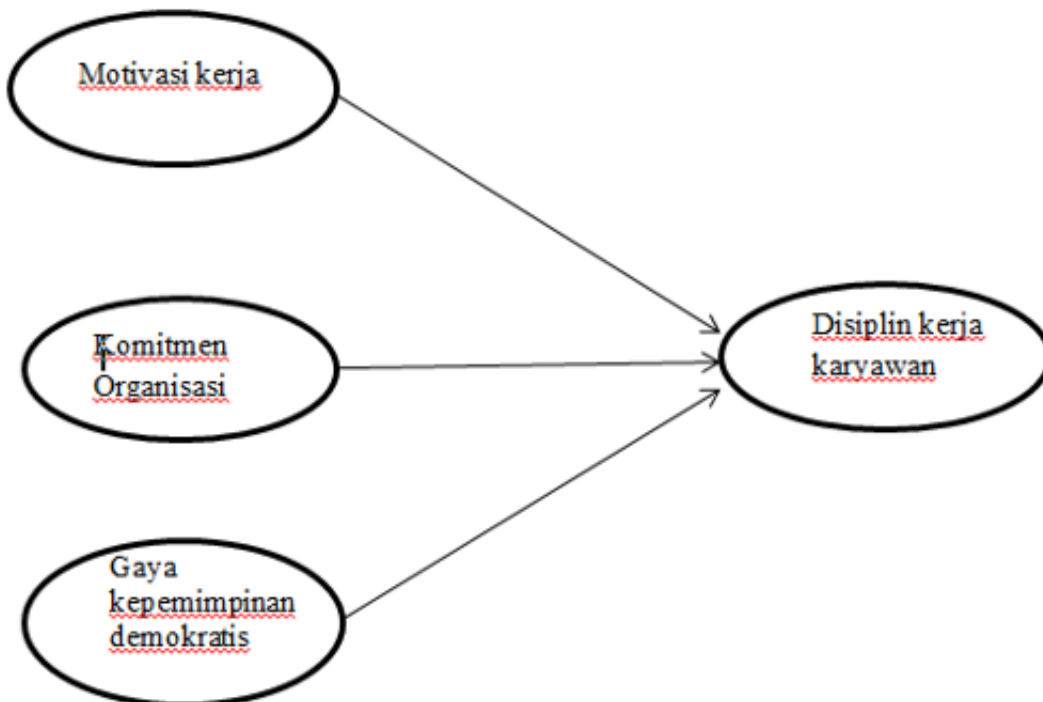 Motivasi kerja
Komitmen
Organisasi
Gaya
kepemimpinan
demokratis
Disiplin kerja
karyawan